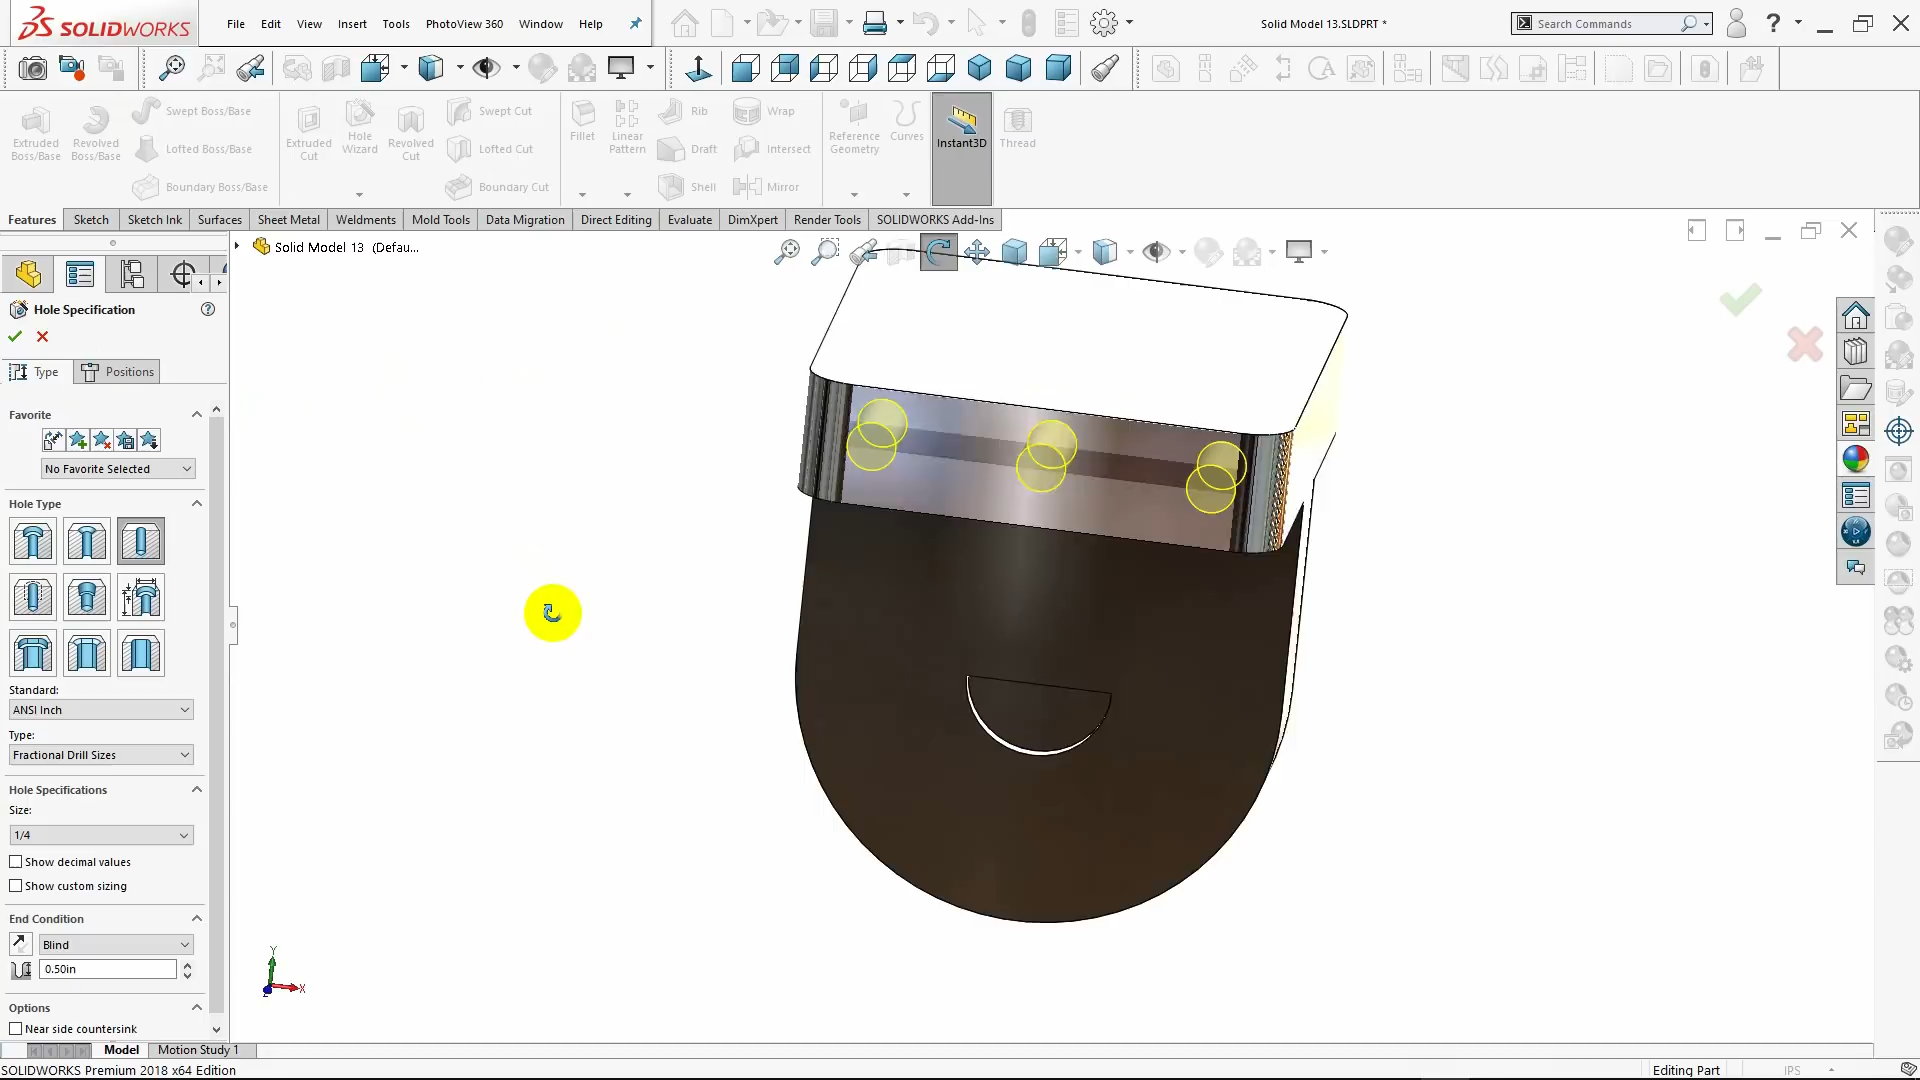 SOLIDWORKS
File Edit View Insert Tools PhotoView 360 Window Help
Solid Model 13.SLDPRT *
Search Commands
?
Extruded Boss/Base
Revolved Boss/Base
Swept Boss/Base
Lofted Boss/Base
Boundary Boss/Base
Extruded Cut
Hole Wizard
Revolved Cut
Swept Cut
Lofted Cut
Boundary Cut
Fillet
Linear Pattern
Rib
Draft
Shell
Wrap
Intersect
Mirror
Reference Geometry
Curves
Instant3D
Thread
Features Sketch Sketch Ink Surfaces Sheet Metal Weldments Mold Tools Data Migration Direct Editing Evaluate DimXpert Render Tools SOLIDWORKS Add-Ins
Solid Model 13 (Defau...
Hole Specification
?
Type Positions
Favorite
No Favorite Selected
Hole Type
Standard:
ANSI Inch
Type:
Fractional Drill Sizes
Hole Specifications
Size:
1/4
Show decimal values
Show custom sizing
End Condition
Blind
0.50in
Options
Near side countersink
Y
X
Z
Model Motion Study 1
SOLIDWORKS Premium 2018 x64 Edition
Editing Part
IPS